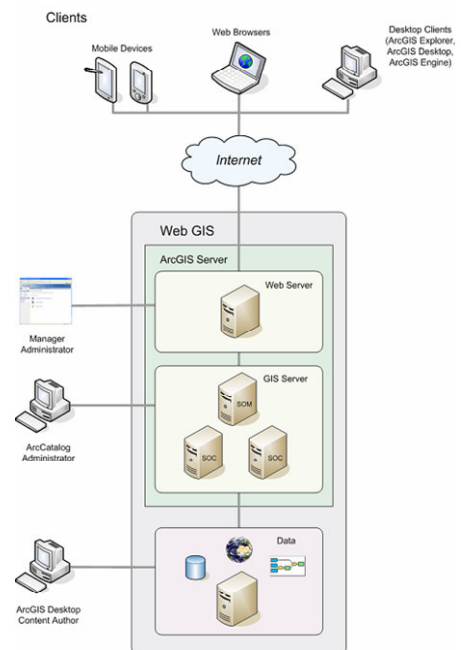 Clients
Mobile Devices
Web Browsers
Desktop Clients
(ArcGIS Explorer,
ArcGIS Desktop,
ArcGIS Engine)
Internet
Web GIS
ArcGIS Server
Web Server
Manager
Administrator
GIS Server
SOM
SOC
SOC
ArcCatalog
Administrator
Data
ArcGIS Desktop
Content Author